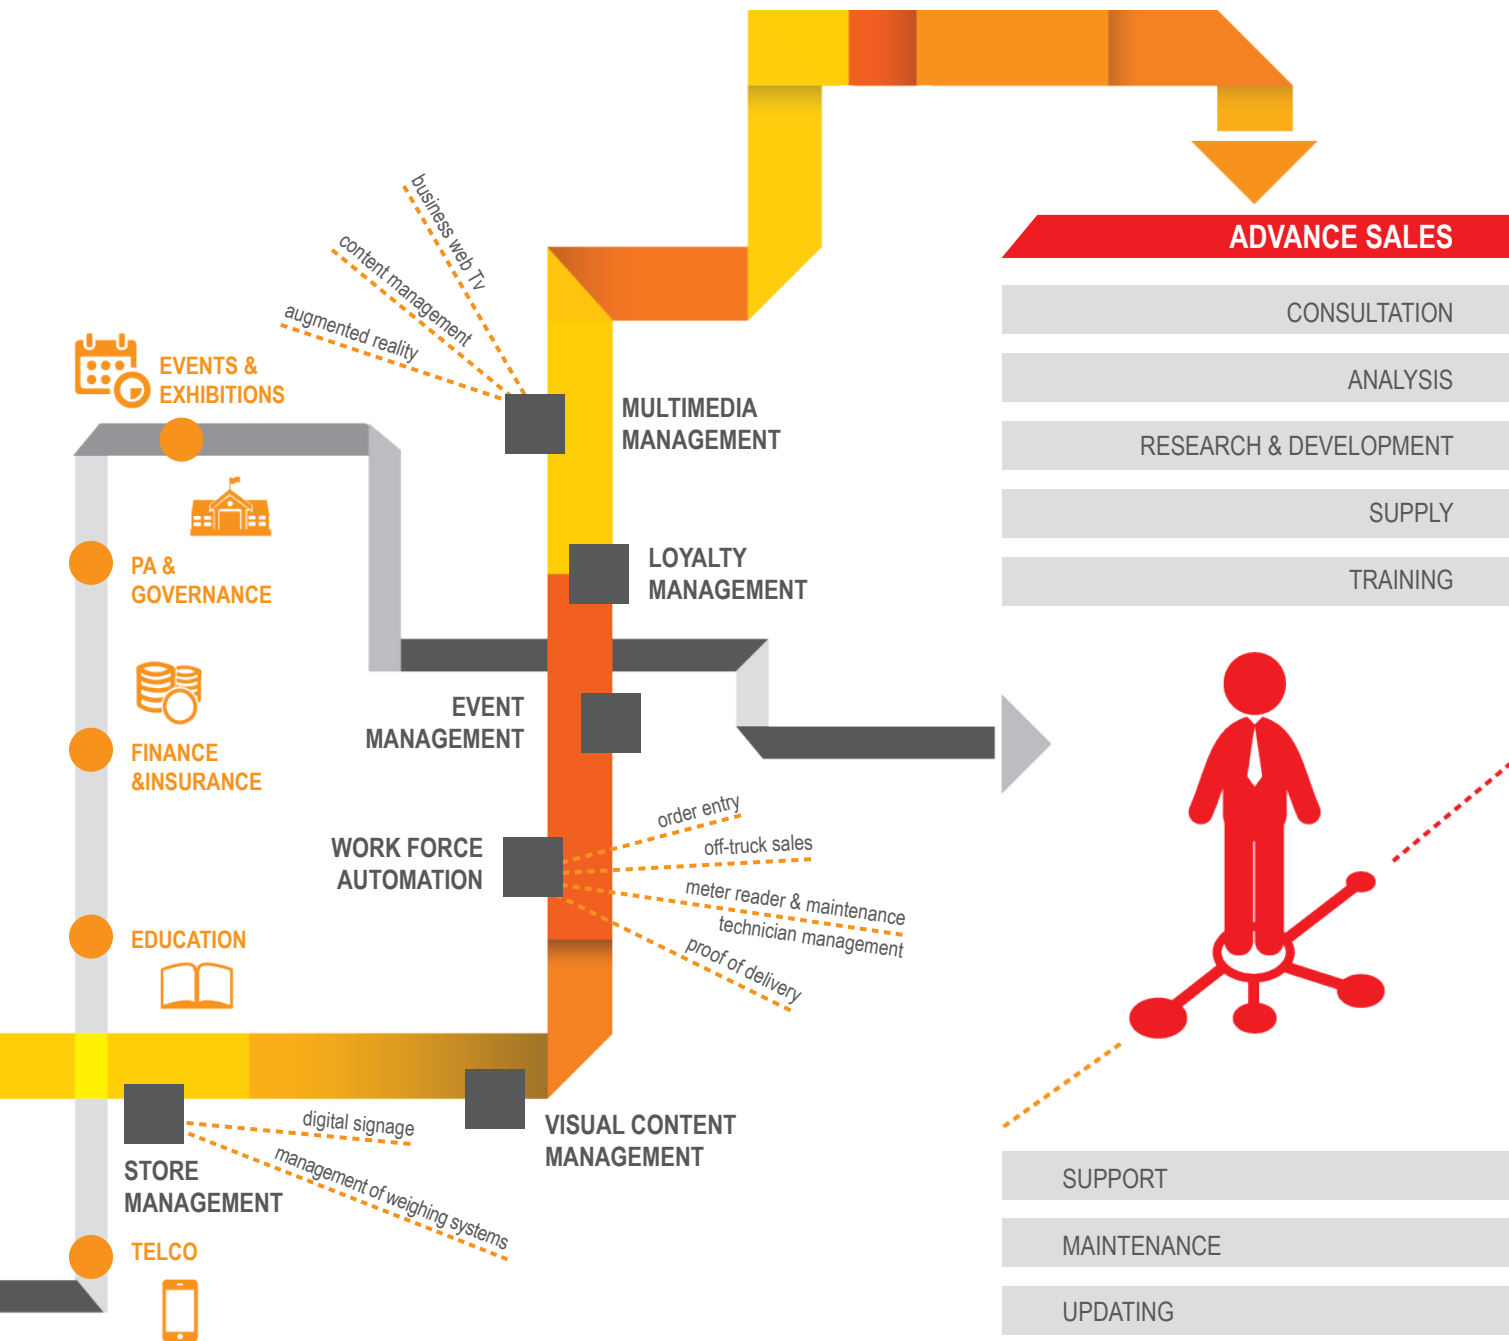 business web Tv
content management
augmented reality
EVENTS &
EXHIBITIONS
MULTIMEDIA
MANAGEMENT
PA &
GOVERNANCE
LOYALTY
MANAGEMENT
FINANCE
&INSURANCE
EVENT
MANAGEMENT
WORK FORCE
AUTOMATION
order entry
off-truck sales
meter reader & maintenance
technician management
proof of delivery
EDUCATION
digital signage
management of weighing systems
STORE
MANAGEMENT
VISUAL CONTENT
MANAGEMENT
TELCO
ADVANCE SALES
CONSULTATION
ANALYSIS
RESEARCH & DEVELOPMENT
SUPPLY
TRAINING
SUPPORT
MAINTENANCE
UPDATING